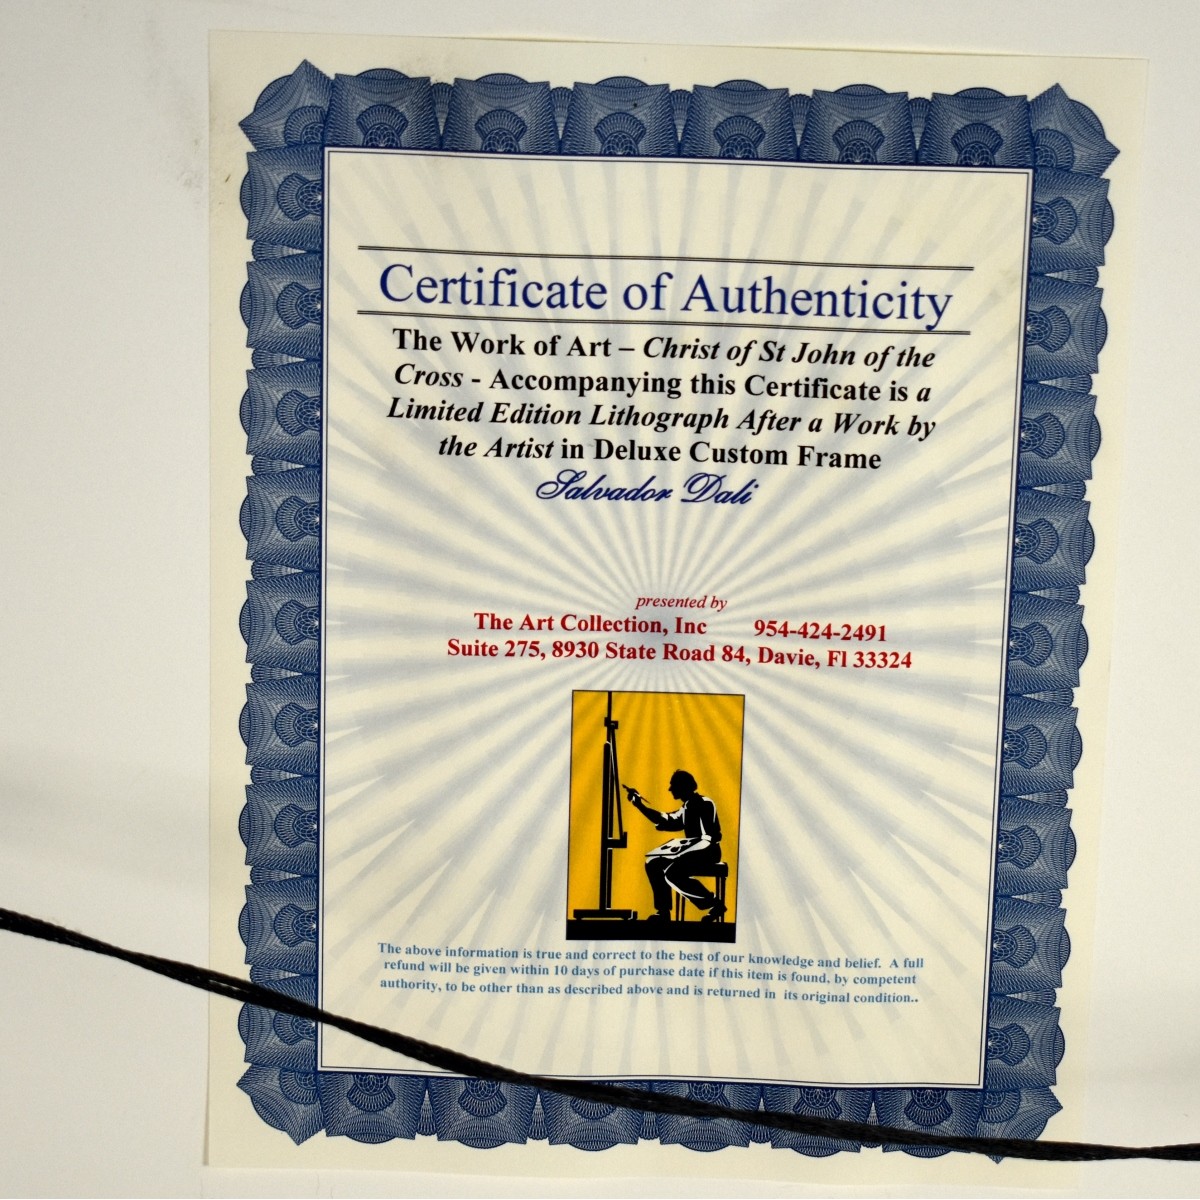 Certificate of Authenticity
The Work of Art – Christ of St John of the
Cross - Accompanying this Certificate is a
Limited Edition Lithograph After a Work by
the Artist in Deluxe Custom Frame
Salvador Dali
presented by
The Art Collection, Inc 954-424-2491
Suite 275, 8930 State Road 84, Davie, Fl 33324
The above information is true and correct to the best of our knowledge and belief. A full
refund will be given within 10 days of purchase date if this item is found, by competent
authority, to be other than as described above and is returned in its original condition..